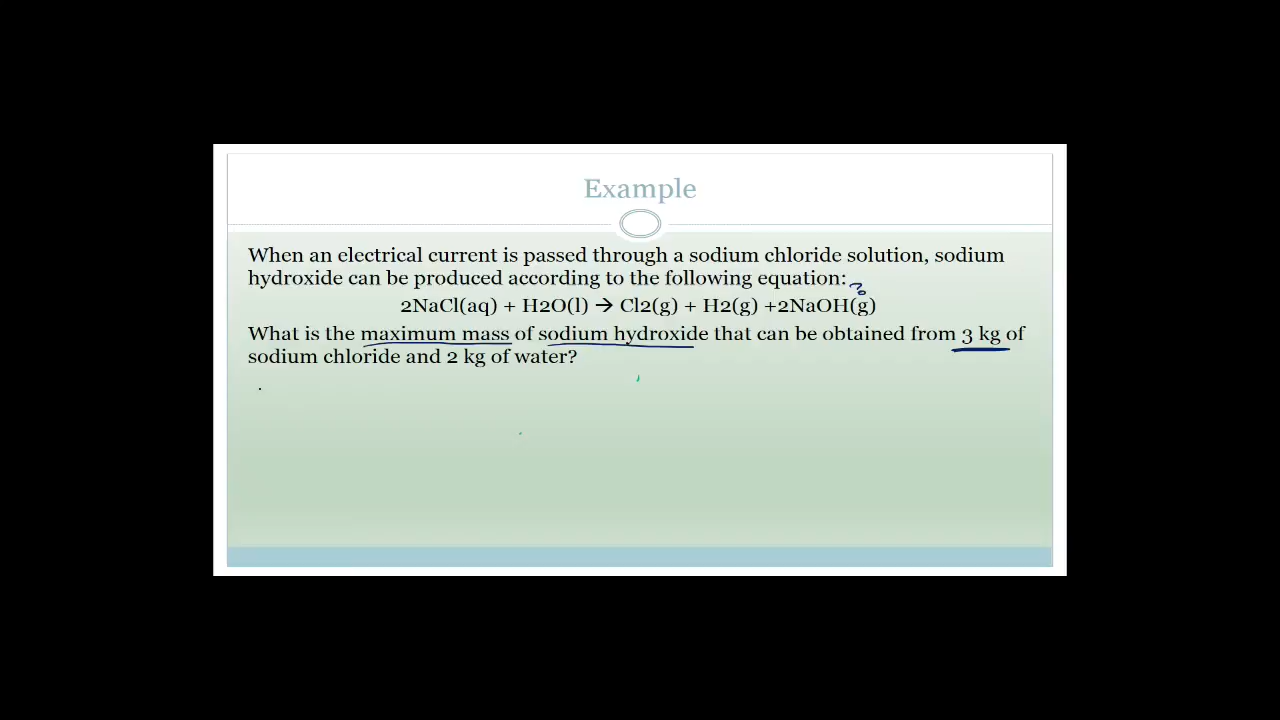 Example
When an electrical current is passed through a sodium chloride solution, sodium
hydroxide can be produced according to the following equation:
?
2NaCl(aq) + H2O(l) → Cl2(g) + H2(g) +2NaOH(g)
What is the maximum mass of sodium hydroxide that can be obtained from 3 kg of
sodium chloride and 2 kg of water?